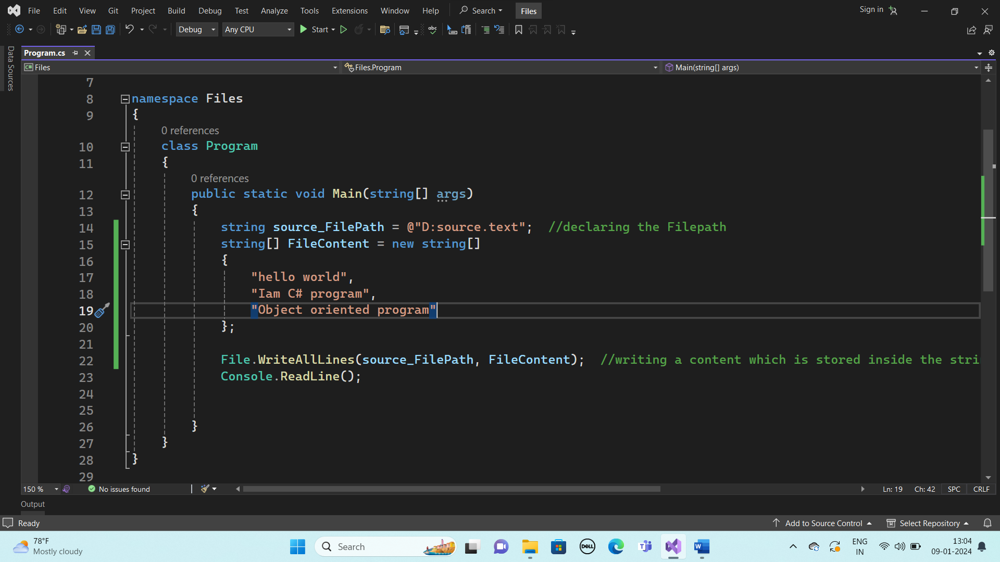 File Edit View Git Project Build Debug Test Analyze Tools Extensions Window Help Search Files Sign in
Debug Any CPU Start abc
Data Sources
Program.cs
C# Files Files.Program Main(string[] args)
7
8 namespace Files
9 {
0 references
10 class Program
11 {
0 references
12 public static void Main(string[] args)
13 {
14 string source_FilePath = @"D:source.text"; //declaring the Filepath
15 string[] FileContent = new string[]
16 {
17 "hello world",
18 "Iam C# program",
19 "Object oriented program"
20 };
21
22 File.WriteAllLines(source_FilePath, FileContent); //writing a content which is stored inside the stri
23 Console.ReadLine();
24
25
26 }
27 }
28 }
29
150 % No issues found Ln: 19 Ch: 42 SPC CRLF
Output
Ready Add to Source Control Select Repository
78°F
Mostly cloudy
Search
DELL
ENG
IN
13:04
09-01-2024